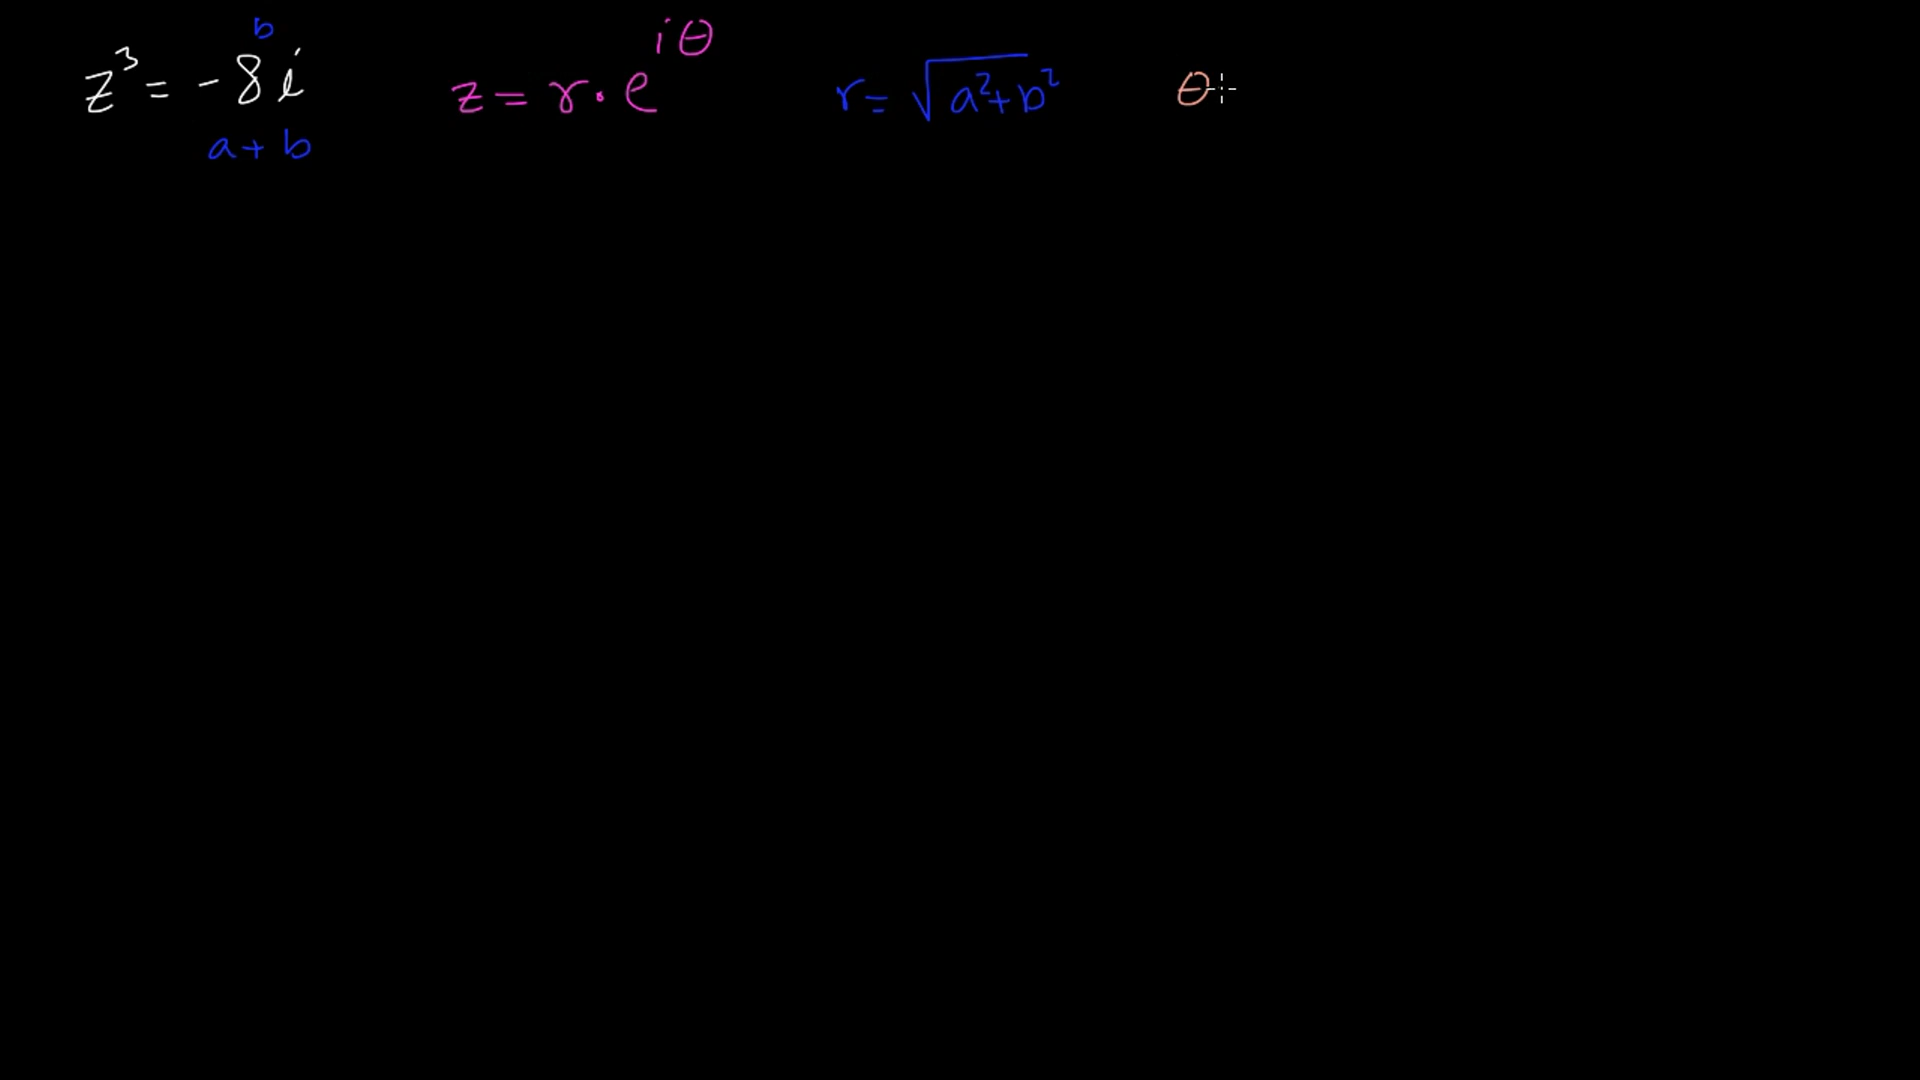 b
z³ = -8i    z = r · e^{iθ}    r = √(a² + b²)    θ
a + b